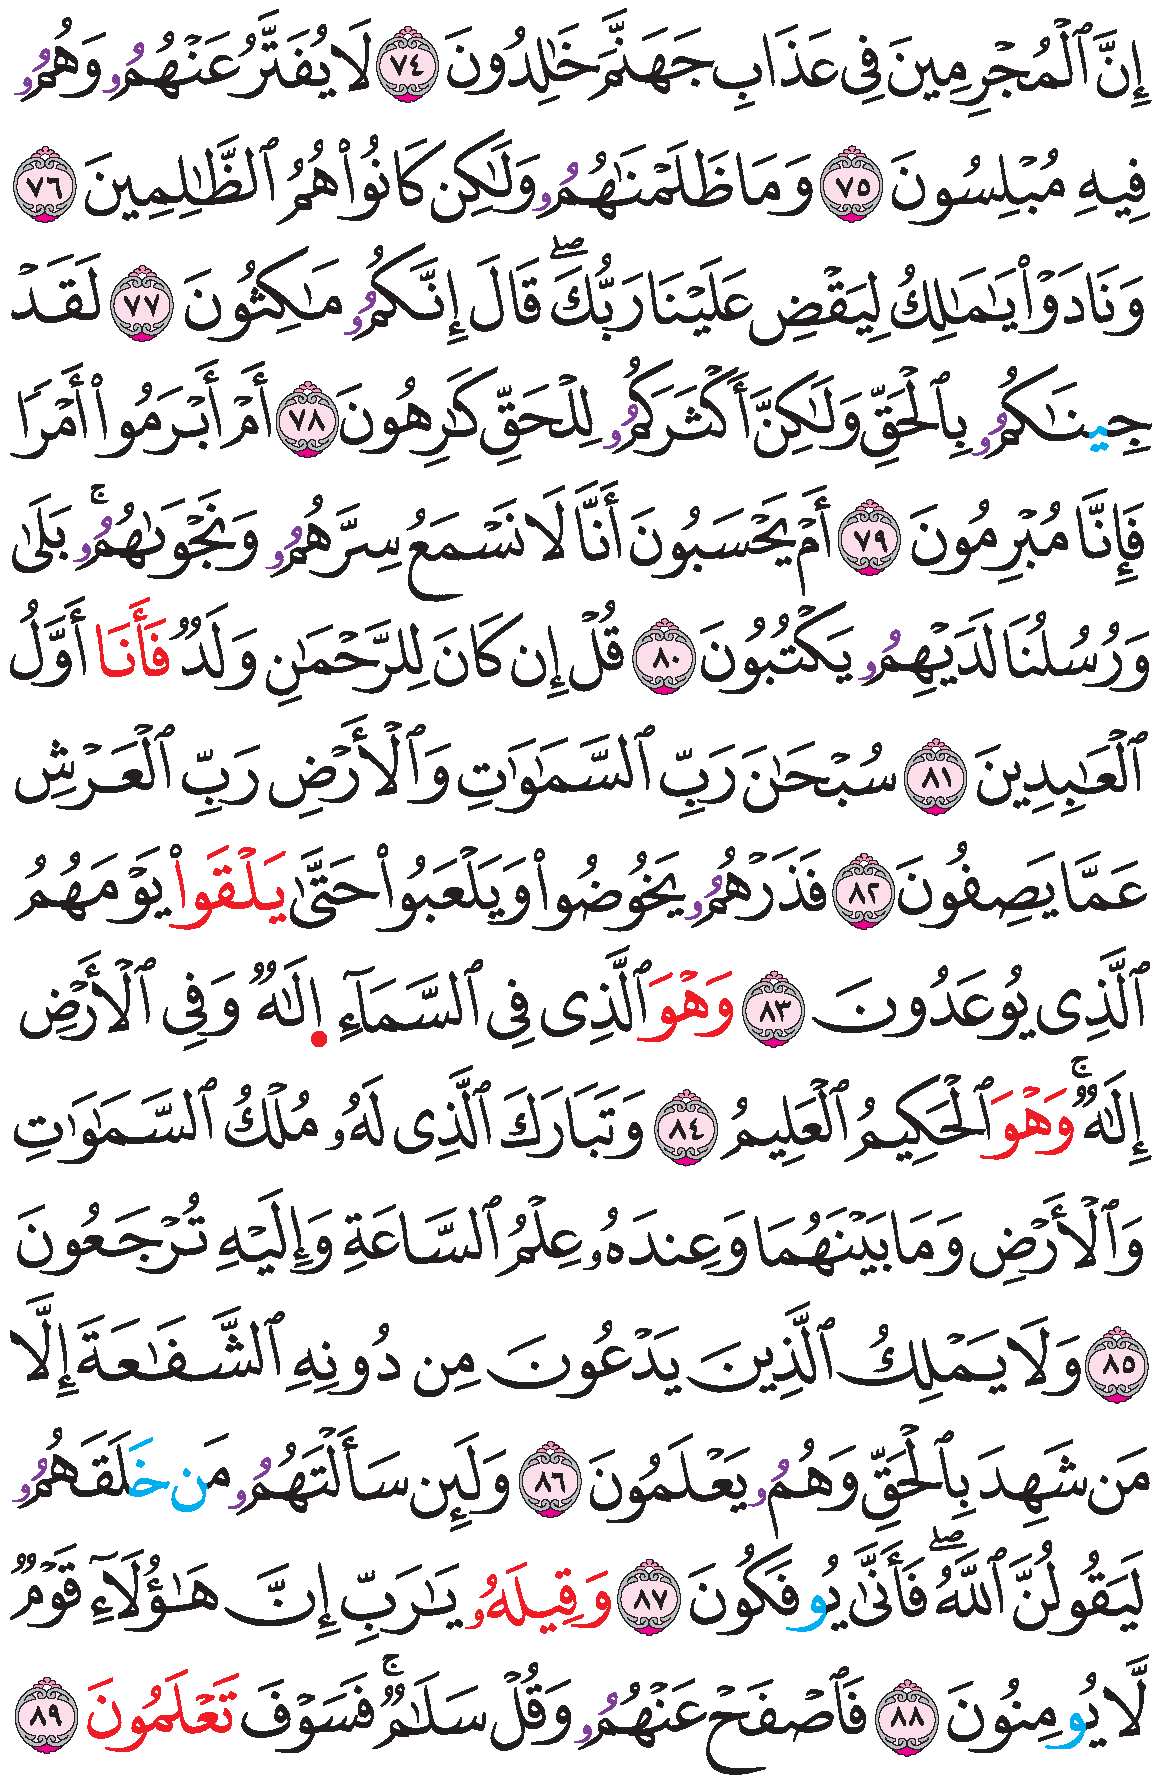 إِنَّ ٱلْمُجْرِمِينَ فِى عَذَابِ جَهَنَّمَ خَٰلِدُونَ ٧٤ لَا يُفَتَّرُ عَنْهُمُۥ وَهُمُۥ
فِيهِ مُبْلِسُونَ ٧٥ وَمَا ظَلَمْنَٰهُمُۥ وَلَٰكِن كَانُوا۟ هُمُ ٱلظَّٰلِمِينَ ٧٦
وَنَادَوْا۟ يَٰمَٰلِكُ لِيَقْضِ عَلَيْنَا رَبُّكَۖ قَالَ إِنَّكُمُۥ مَٰكِثُونَ ٧٧ لَقَدْ
جِينَٰكُمُۥ بِٱلْحَقِّ وَلَٰكِنَّ أَكْثَرَكُمُۥ لِلْحَقِّ كَٰرِهُونَ ٧٨ أَمْ أَبْرَمُوا۟ أَمْرًا
فَإِنَّا مُبْرِمُونَ ٧٩ أَمْ يَحْسَبُونَ أَنَّا لَا نَسْمَعُ سِرَّهُمُۥ وَنَجْوَىٰهُمُۥۚ بَلَىٰ
وَرُسُلُنَا لَدَيْهِمُۥ يَكْتُبُونَ ٨٠ قُلْ إِن كَانَ لِلرَّحْمَٰنِ وَلَدٌ فَأَنَا أَوَّلُ
ٱلْعَٰبِدِينَ ٨١ سُبْحَٰنَ رَبِّ ٱلسَّمَٰوَٰتِ وَٱلْأَرْضِ رَبِّ ٱلْعَرْشِ
عَمَّا يَصِفُونَ ٨٢ فَذَرْهُمُۥ يَخُوضُوا۟ وَيَلْعَبُوا۟ حَتَّىٰ يَلْقَوا۟ يَوْمَهُمُ
ٱلَّذِى يُوعَدُونَ ٨٣ وَهْوَ ٱلَّذِى فِى ٱلسَّمَآءِ اِلَٰهٌ وَفِى ٱلْأَرْضِ
إِلَٰهٌۚ وَهْوَ ٱلْحَكِيمُ ٱلْعَلِيمُ ٨٤ وَتَبَارَكَ ٱلَّذِى لَهُۥ مُلْكُ ٱلسَّمَٰوَٰتِ
وَٱلْأَرْضِ وَمَا بَيْنَهُمَا وَعِندَهُۥ عِلْمُ ٱلسَّاعَةِ وَإِلَيْهِ تُرْجَعُونَ
٨٥ وَلَا يَمْلِكُ ٱلَّذِينَ يَدْعُونَ مِن دُونِهِ ٱلشَّفَٰعَةَ إِلَّا
مَن شَهِدَ بِٱلْحَقِّ وَهُمُۥ يَعْلَمُونَ ٨٦ وَلَئِن سَأَلْتَهُمُۥ مَن خَلَقَهُمُۥ
لَيَقُولُنَّ ٱللَّهُۖ فَأَنَّىٰ يُوفَكُونَ ٨٧ وَقِيلَهُۥ يَٰرَبِّ إِنَّ هَٰؤُلَآءِ قَوْمٌ
لَّا يُومِنُونَ ٨٨ فَٱصْفَحْ عَنْهُمُۥ وَقُلْ سَلَٰمٌۚ فَسَوْفَ تَعْلَمُونَ ٨٩